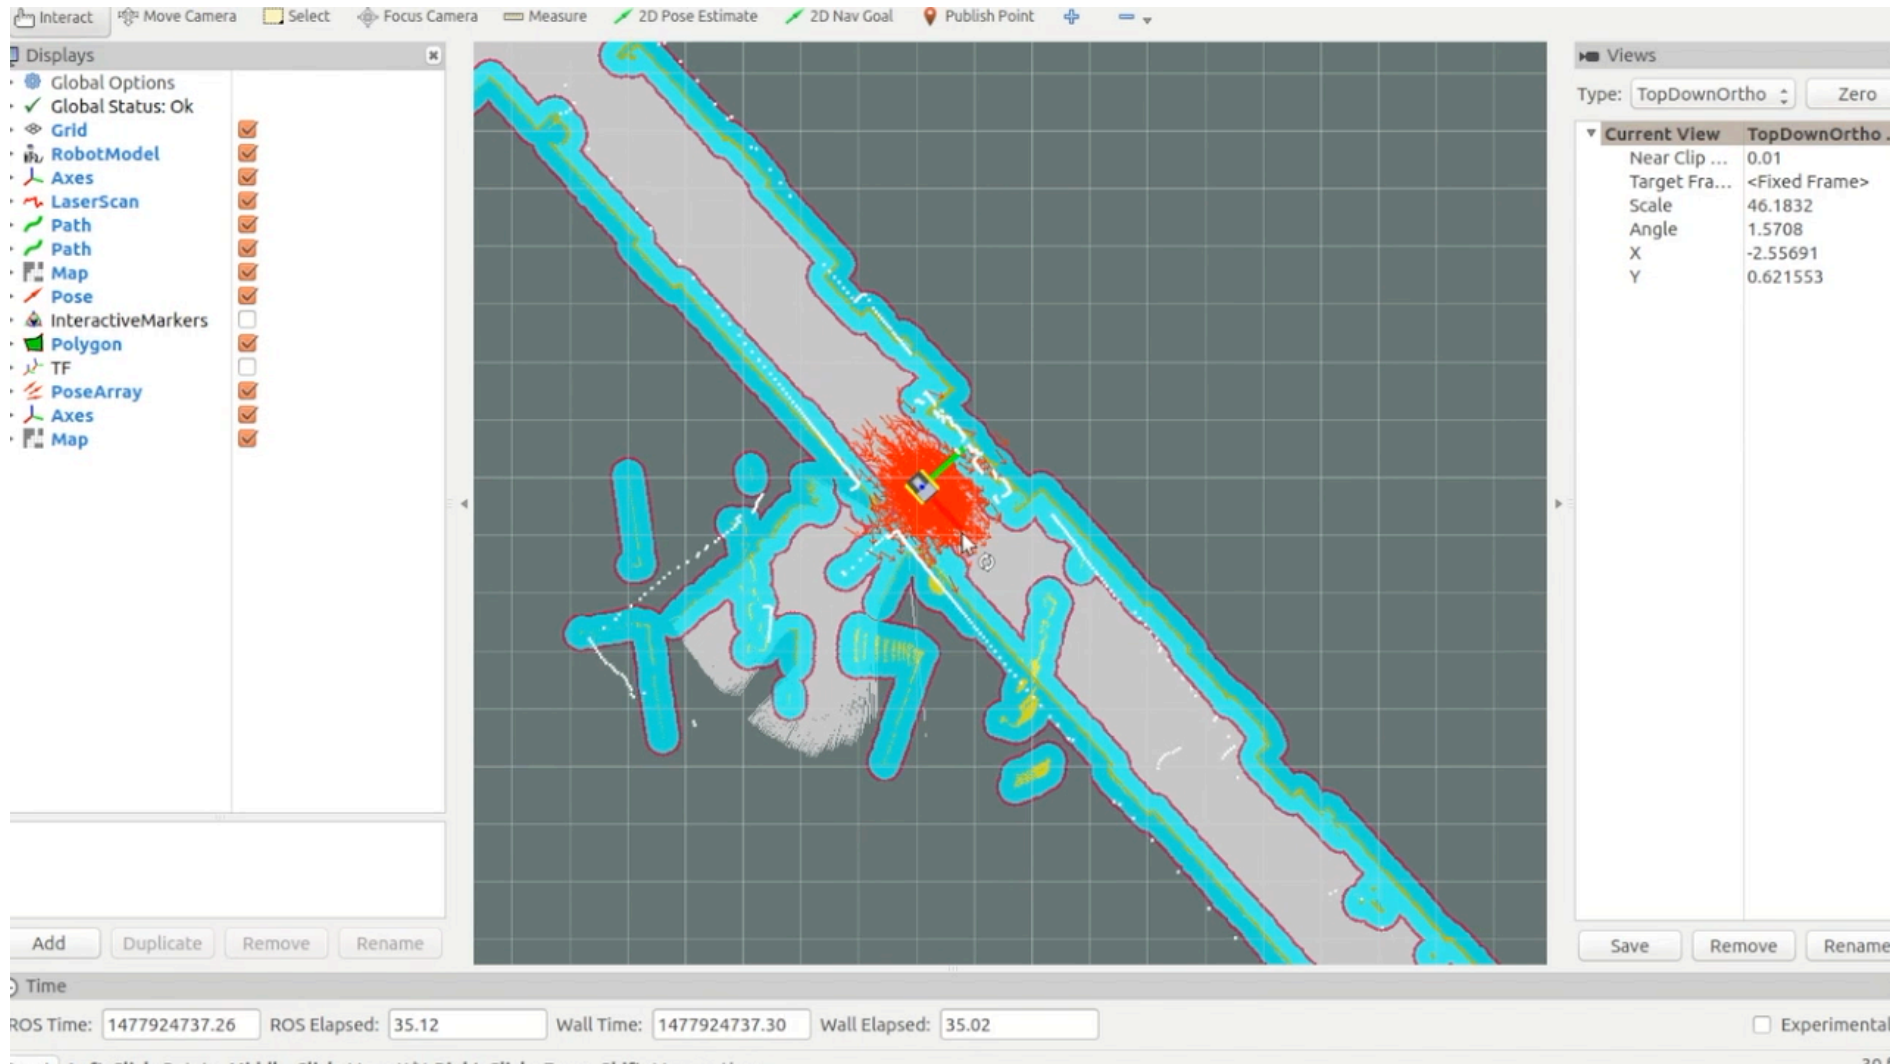 Interact Move Camera Select Focus Camera Measure 2D Pose Estimate 2D Nav Goal Publish Point
Displays
Global Options
Global Status: Ok
Grid
RobotModel
Axes
LaserScan
Path
Path
Map
Pose
InteractiveMarkers
Polygon
TF
PoseArray
Axes
Map
Add Duplicate Remove Rename
Views
Type: TopDownOrtho Zero
Current View TopDownOrtho ...
Near Clip ... 0.01
Target Fra... <Fixed Frame>
Scale 46.1832
Angle 1.5708
X -2.55691
Y 0.621553
Save Remove Rename
Time
ROS Time: 1477924737.26 ROS Elapsed: 35.12 Wall Time: 1477924737.30 Wall Elapsed: 35.02 Experimental